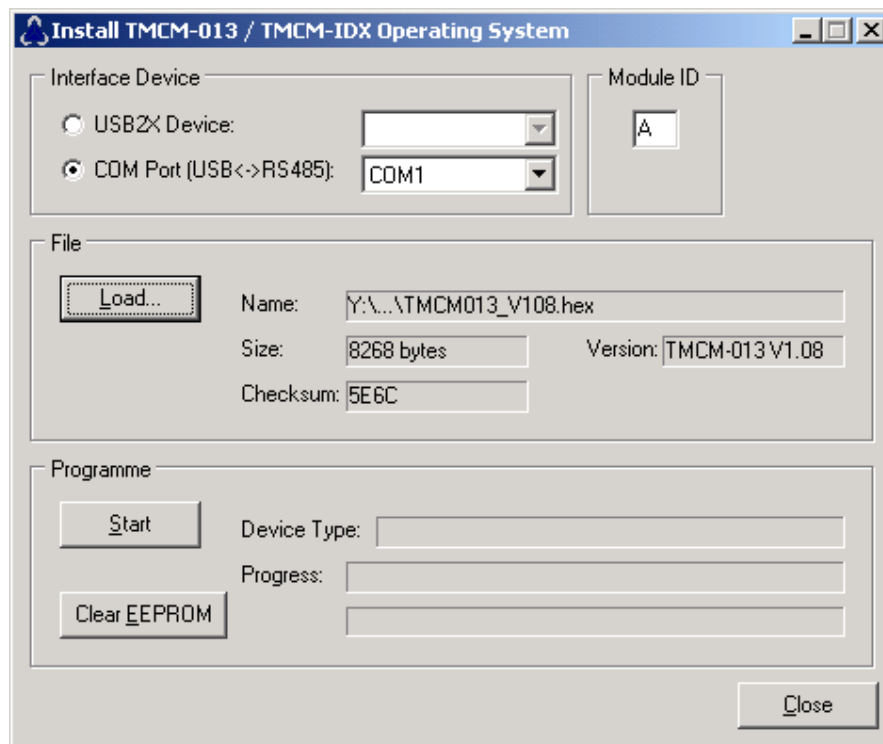 Install TMCM-013 / TMCM-IDX Operating System
Interface Device
Module ID
USB2X Device:
A
COM Port (USB<->RS485): COM1
File
Load...
Name: Y:\...\TMCM013_V108.hex
Size: 8268 bytes Version: TMCM-013 V1.08
Checksum: 5E6C
Programme
Start
Device Type:
Progress:
Clear EEPROM
Close